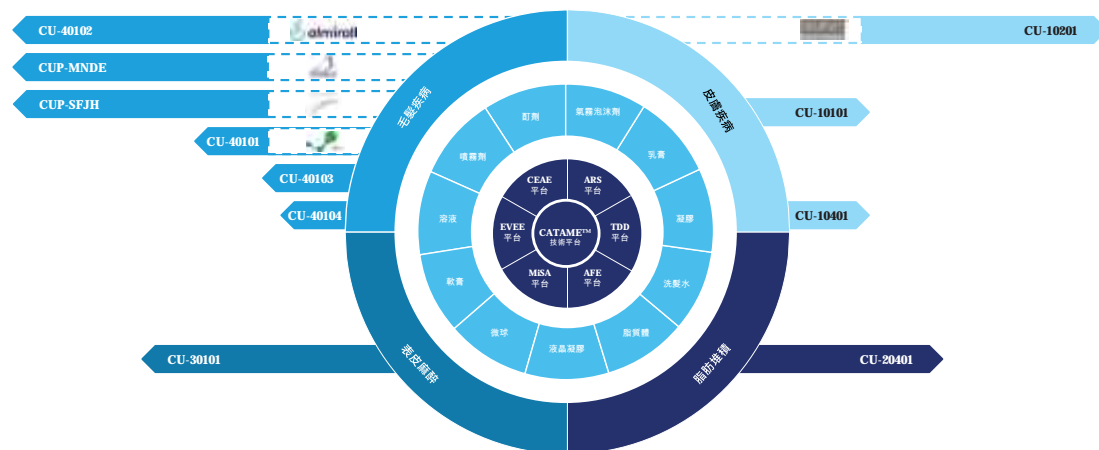 CU-40102
almirall
CUP-MNDE
CUP-SFJH
CU-40101
CU-40103
CU-40104
CU-30101
CU-10201
CU-10101
CU-10401
CU-20401
毛髮疾病
皮膚疾病
表皮麻醉
脂肪堆積
酊劑
氣霧泡沫劑
乳膏
凝膠
洗髮水
脂質體
液晶凝膠
微球
軟膏
溶液
噴霧劑
CEAE
平台
ARS
平台
EVEE
平台
TDD
平台
MiSA
平台
AFE
平台
CATAME™
技術平台